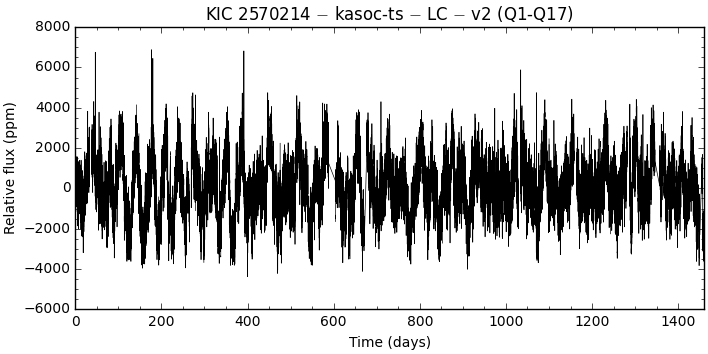 KIC 2570214 − kasoc-ts − LC − v2 (Q1-Q17)
8000
6000
4000
2000
0
−2000
−4000
−6000
Relative flux (ppm)
0 200 400 600 800 1000 1200 1400
Time (days)